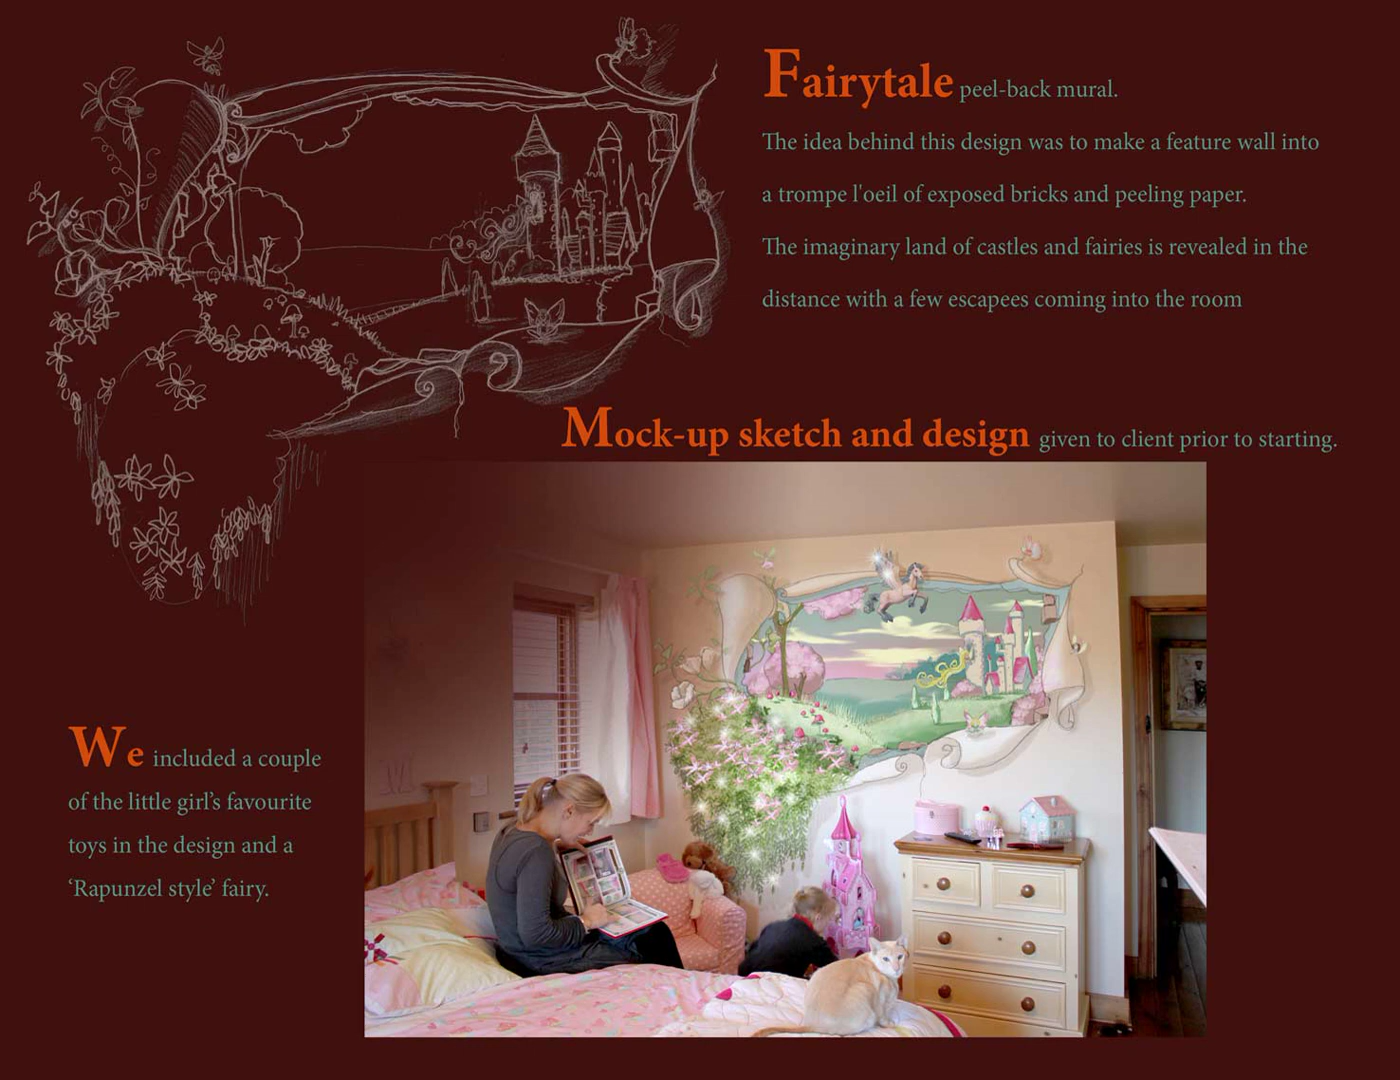 Fairytale peel-back mural.
The idea behind this design was to make a feature wall into
a trompe l'oeil of exposed bricks and peeling paper.
The imaginary land of castles and fairies is revealed in the
distance with a few escapees coming into the room
Mock-up sketch and design given to client prior to starting.
We included a couple
of the little girl's favourite
toys in the design and a
‘Rapunzel style’ fairy.